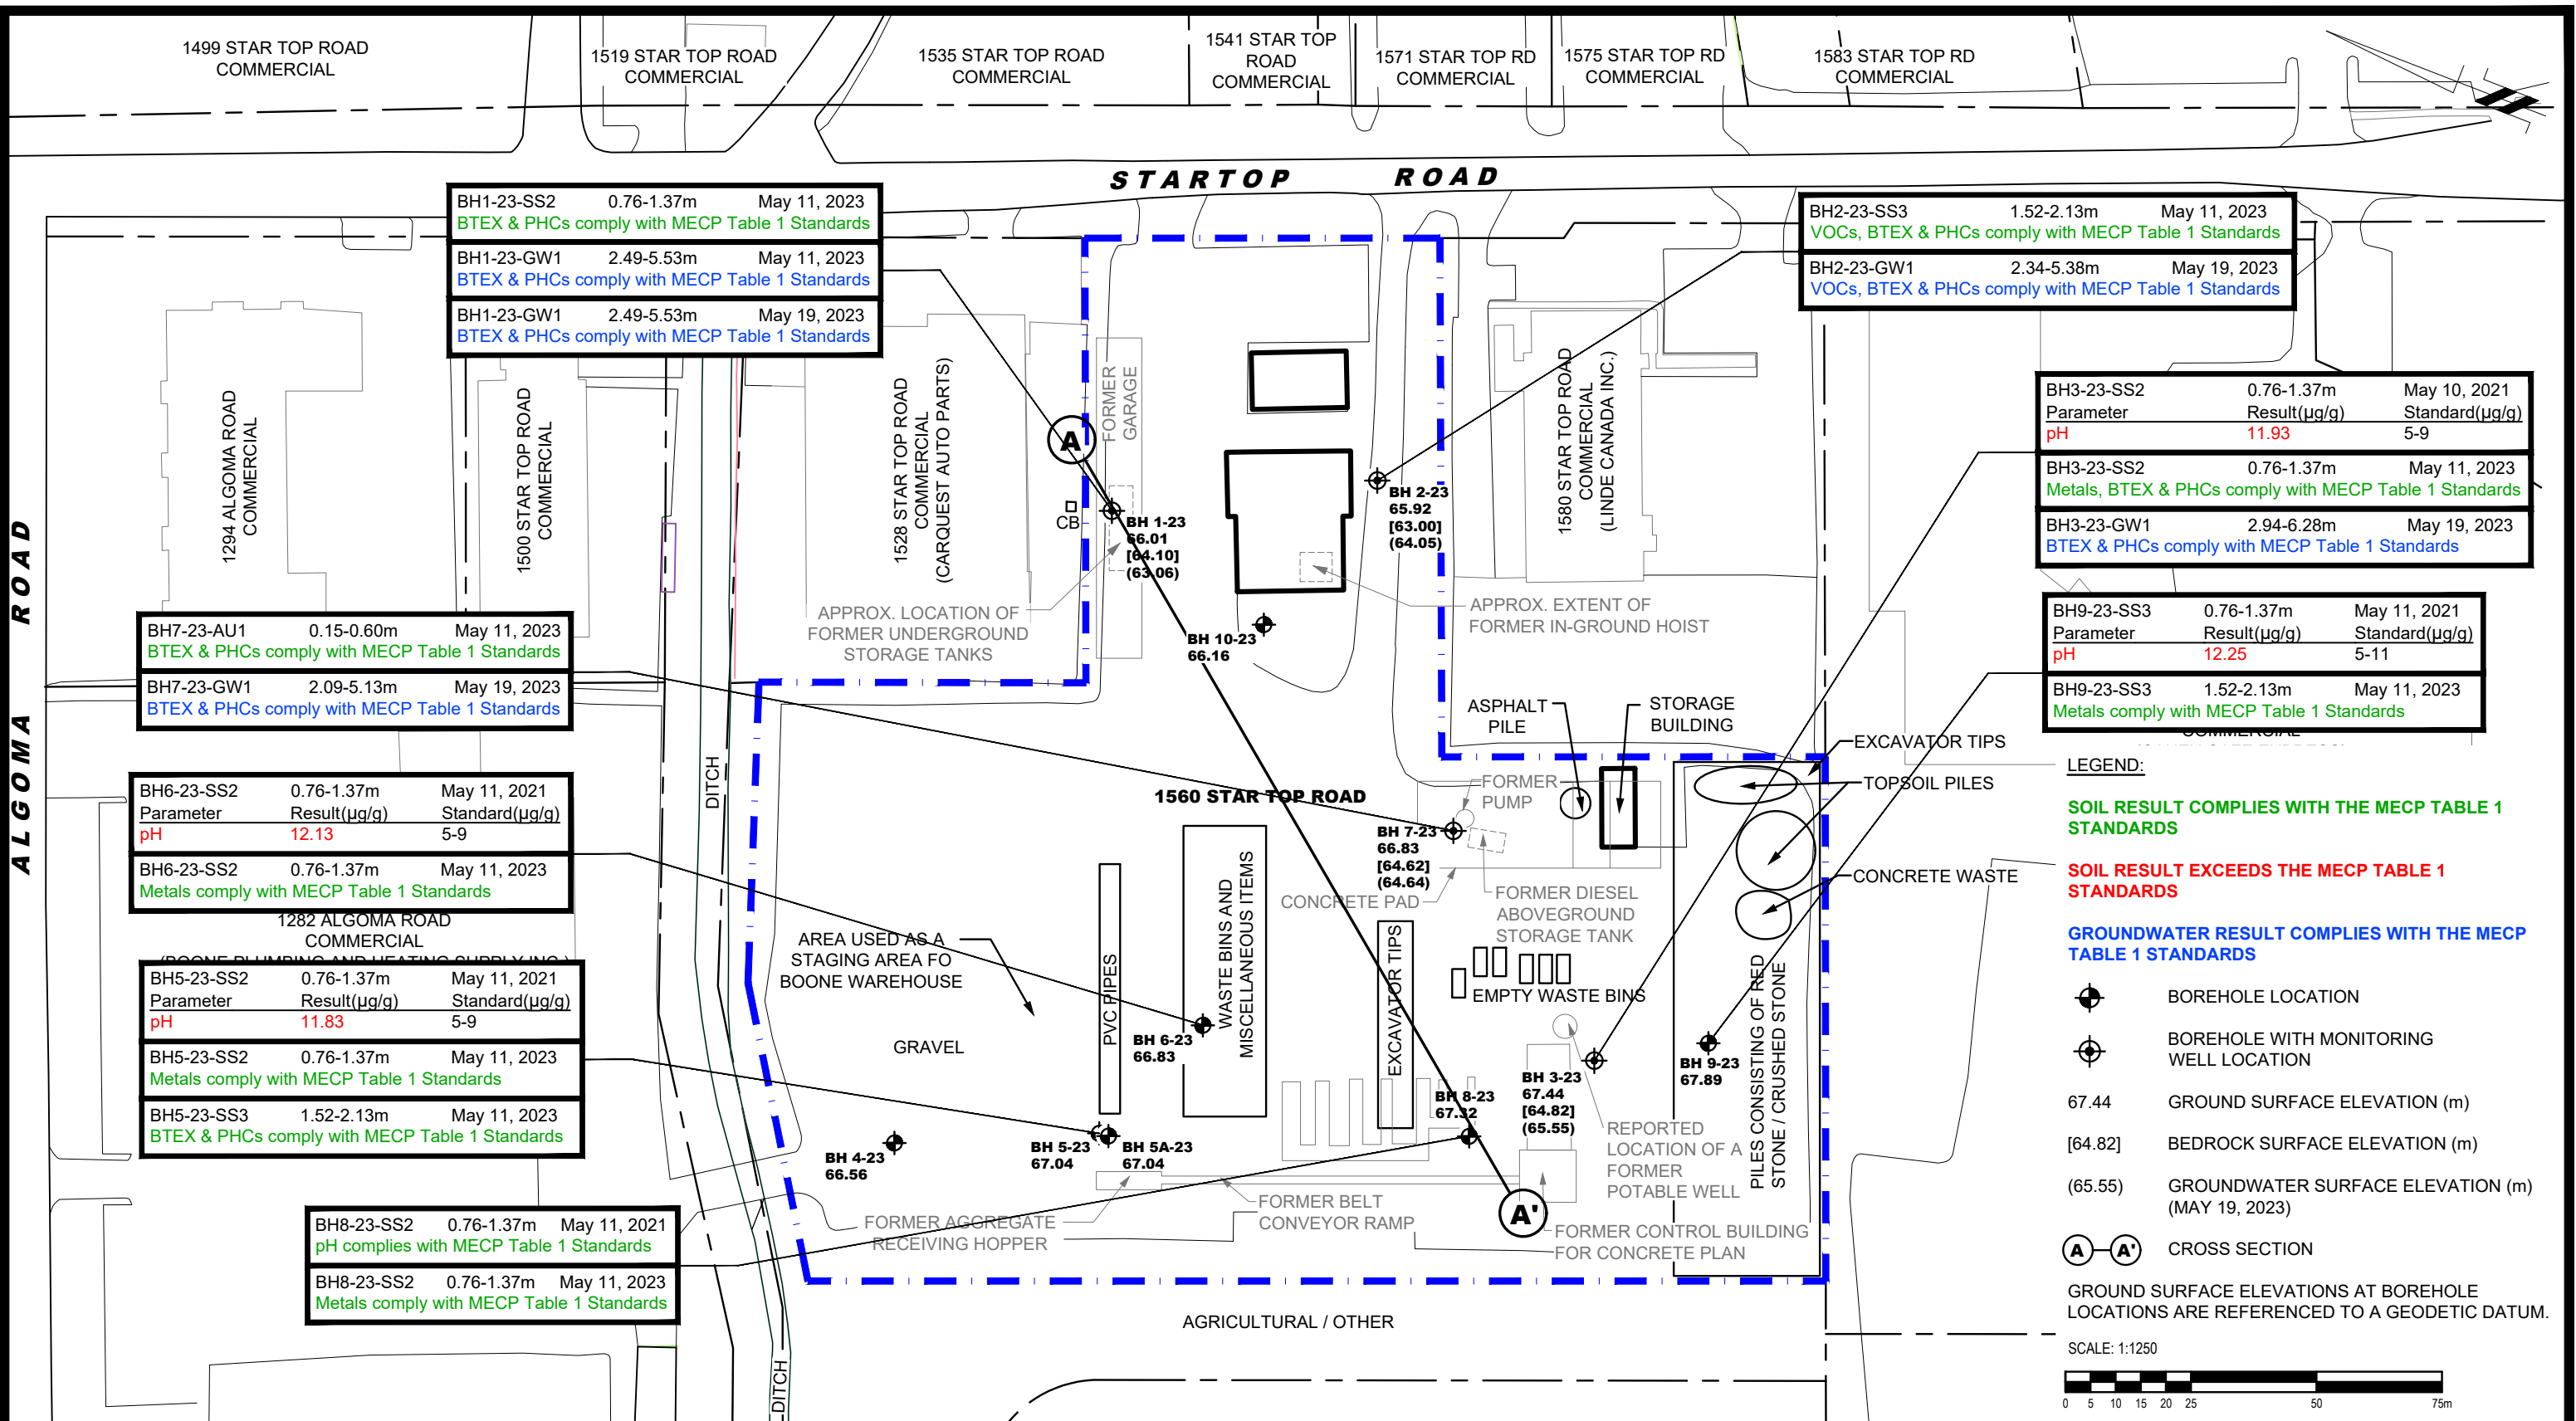 1499 STAR TOP ROAD
COMMERCIAL
1519 STAR TOP ROAD
COMMERCIAL
1535 STAR TOP ROAD
COMMERCIAL
1541 STAR TOP
ROAD
COMMERCIAL
1571 STAR TOP RD
COMMERCIAL
1575 STAR TOP RD
COMMERCIAL
1583 STAR TOP RD
COMMERCIAL
STARTOP ROAD
BH1-23-SS2 0.76-1.37m May 11, 2023
BTEX & PHCs comply with MECP Table 1 Standards
BH1-23-GW1 2.49-5.53m May 11, 2023
BTEX & PHCs comply with MECP Table 1 Standards
BH1-23-GW1 2.49-5.53m May 19, 2023
BTEX & PHCs comply with MECP Table 1 Standards
BH2-23-SS3 1.52-2.13m May 11, 2023
VOCs, BTEX & PHCs comply with MECP Table 1 Standards
BH2-23-GW1 2.34-5.38m May 19, 2023
VOCs, BTEX & PHCs comply with MECP Table 1 Standards
BH3-23-SS2 0.76-1.37m May 10, 2021
Parameter Result(µg/g) Standard(µg/g)
pH 11.93 5-9
BH3-23-SS2 0.76-1.37m May 11, 2023
Metals, BTEX & PHCs comply with MECP Table 1 Standards
BH3-23-GW1 2.94-6.28m May 19, 2023
BTEX & PHCs comply with MECP Table 1 Standards
BH9-23-SS3 0.76-1.37m May 11, 2021
Parameter Result(µg/g) Standard(µg/g)
pH 12.25 5-11
BH9-23-SS3 1.52-2.13m May 11, 2023
Metals comply with MECP Table 1 Standards
COMMERCIAL
ALGOMA ROAD
1294 ALGOMA ROAD
COMMERCIAL
1500 STAR TOP ROAD
COMMERCIAL
1528 STAR TOP ROAD
COMMERCIAL
(CARQUEST AUTO PARTS)
FORMER
GARAGE
1580 STAR TOP ROAD
COMMERCIAL
(LINDE CANADA INC.)
A
CB
BH 1-23
66.01
[64.10]
(63.06)
BH 2-23
65.92
[63.00]
(64.05)
APPROX. LOCATION OF
FORMER UNDERGROUND
STORAGE TANKS
APPROX. EXTENT OF
FORMER IN-GROUND HOIST
BH 10-23
66.16
BH7-23-AU1 0.15-0.60m May 11, 2023
BTEX & PHCs comply with MECP Table 1 Standards
BH7-23-GW1 2.09-5.13m May 19, 2023
BTEX & PHCs comply with MECP Table 1 Standards
BH6-23-SS2 0.76-1.37m May 11, 2021
Parameter Result(µg/g) Standard(µg/g)
pH 12.13 5-9
BH6-23-SS2 0.76-1.37m May 11, 2023
Metals comply with MECP Table 1 Standards
1282 ALGOMA ROAD
COMMERCIAL
(BOONE PLUMBING AND HEATING SUPPLY INC.)
BH5-23-SS2 0.76-1.37m May 11, 2021
Parameter Result(µg/g) Standard(µg/g)
pH 11.83 5-9
BH5-23-SS2 0.76-1.37m May 11, 2023
Metals comply with MECP Table 1 Standards
BH5-23-SS3 1.52-2.13m May 11, 2023
BTEX & PHCs comply with MECP Table 1 Standards
BH8-23-SS2 0.76-1.37m May 11, 2021
pH complies with MECP Table 1 Standards
BH8-23-SS2 0.76-1.37m May 11, 2023
Metals comply with MECP Table 1 Standards
DITCH
DITCH
ASPHALT
PILE
STORAGE
BUILDING
EXCAVATOR TIPS
TOPSOIL PILES
CONCRETE WASTE
1560 STAR TOP ROAD
FORMER
PUMP
BH 7-23
66.83
[64.62]
(64.64)
CONCRETE PAD
FORMER DIESEL
ABOVEGROUND
STORAGE TANK
AREA USED AS A
STAGING AREA FO
BOONE WAREHOUSE
GRAVEL
PVC PIPES
WASTE BINS AND
MISCELLANEOUS ITEMS
EXCAVATOR TIPS
EMPTY WASTE BINS
PILES CONSISTING OF RED
STONE / CRUSHED STONE
BH 6-23
66.83
BH 9-23
67.89
BH 3-23
67.44
[64.82]
(65.55)
BH 8-23
67.32
BH 4-23
66.56
BH 5-23
67.04
BH 5A-23
67.04
REPORTED
LOCATION OF A
FORMER
POTABLE WELL
FORMER AGGREGATE
RECEIVING HOPPER
FORMER BELT
CONVEYOR RAMP
A'
FORMER CONTROL BUILDING
FOR CONCRETE PLAN
AGRICULTURAL / OTHER
LEGEND:
SOIL RESULT COMPLIES WITH THE MECP TABLE 1
STANDARDS
SOIL RESULT EXCEEDS THE MECP TABLE 1
STANDARDS
GROUNDWATER RESULT COMPLIES WITH THE MECP
TABLE 1 STANDARDS
BOREHOLE LOCATION
BOREHOLE WITH MONITORING
WELL LOCATION
67.44 GROUND SURFACE ELEVATION (m)
[64.82] BEDROCK SURFACE ELEVATION (m)
(65.55) GROUNDWATER SURFACE ELEVATION (m)
(MAY 19, 2023)
A A' CROSS SECTION
GROUND SURFACE ELEVATIONS AT BOREHOLE
LOCATIONS ARE REFERENCED TO A GEODETIC DATUM.
SCALE: 1:1250
0 5 10 15 20 25 50 75m